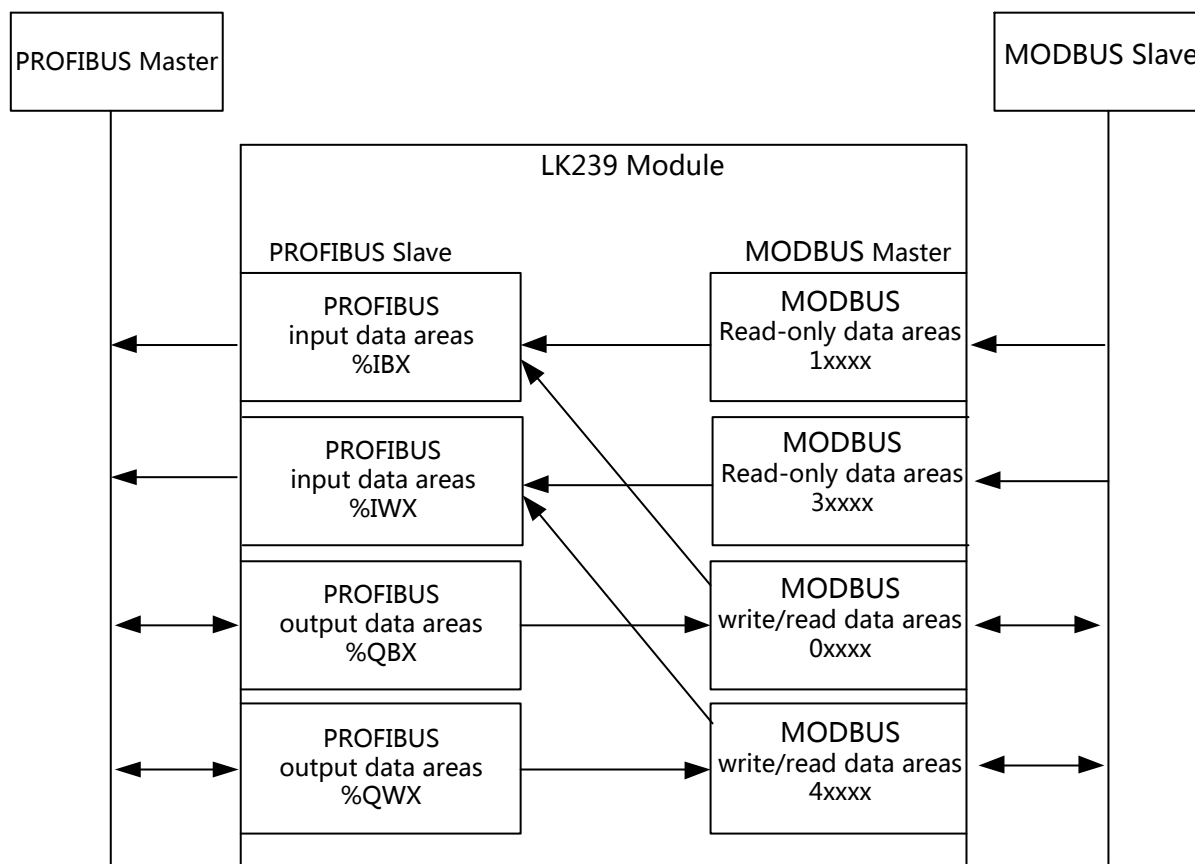 PROFIBUS Master
MODBUS Slave
LK239 Module
PROFIBUS Slave
MODBUS Master
PROFIBUS
input data areas
%IBX
MODBUS
Read-only data areas
1xxxx
PROFIBUS
input data areas
%IWX
MODBUS
Read-only data areas
3xxxx
PROFIBUS
output data areas
%QBX
MODBUS
write/read data areas
0xxxx
PROFIBUS
output data areas
%QWX
MODBUS
write/read data areas
4xxxx